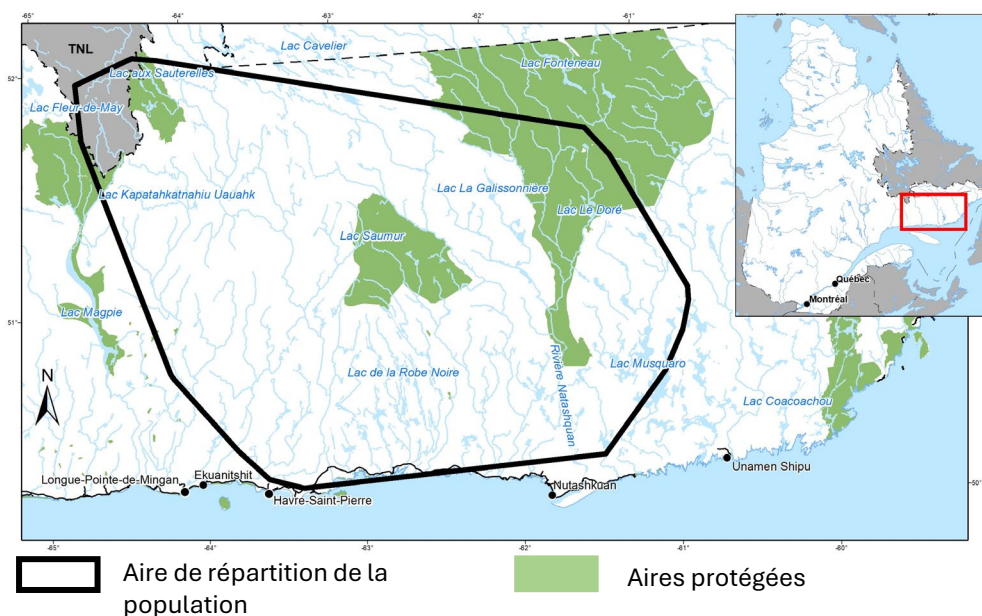 -65°
-64°
-63°
-62°
-61°
-60°
TNL
Lac Cavelier
Lac Fonteneau
52°
Lac aux Sauterelles
Lac Fleur-de-May
Lac Kapatahkatnahiu Uauahk
Lac La Galissonnière
Lac Le Doré
Lac Saumur
Québec
Montréal
51°
Lac Magpie
Rivière Natashquan
Lac Musquaro
Lac de la Robe Noire
N
Lac Coacoachou
Unamen Shipu
Longue-Pointe-de-Mingan
Ekuanitshit
Havre-Saint-Pierre
Nutashkuan
50°
-65°
-64°
-63°
-62°
-61°
-60°
Aire de répartition de la
population
Aires protégées